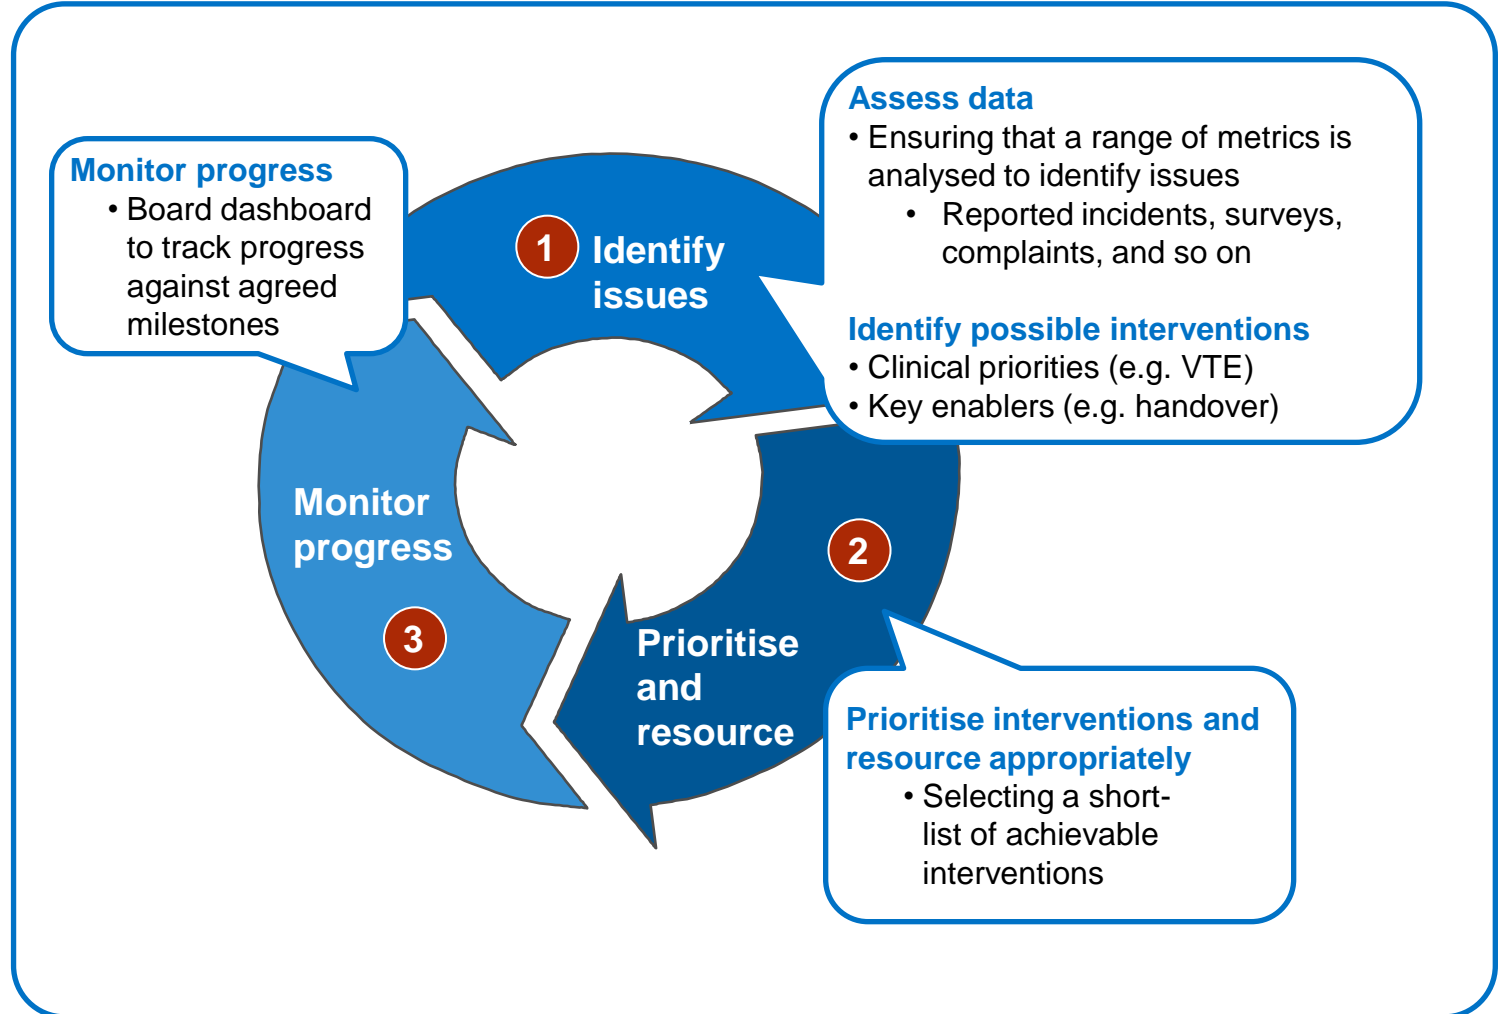 Assess data
• Ensuring that a range of metrics is
analysed to identify issues
• Reported incidents, surveys,
complaints, and so on
Identify possible interventions
• Clinical priorities (e.g. VTE)
• Key enablers (e.g. handover)
Monitor progress
• Board dashboard
to track progress
against agreed
milestones
1 Identify
issues
2
Prioritise
and
resource
Monitor
progress
3
Prioritise interventions and
resource appropriately
• Selecting a short-
list of achievable
interventions